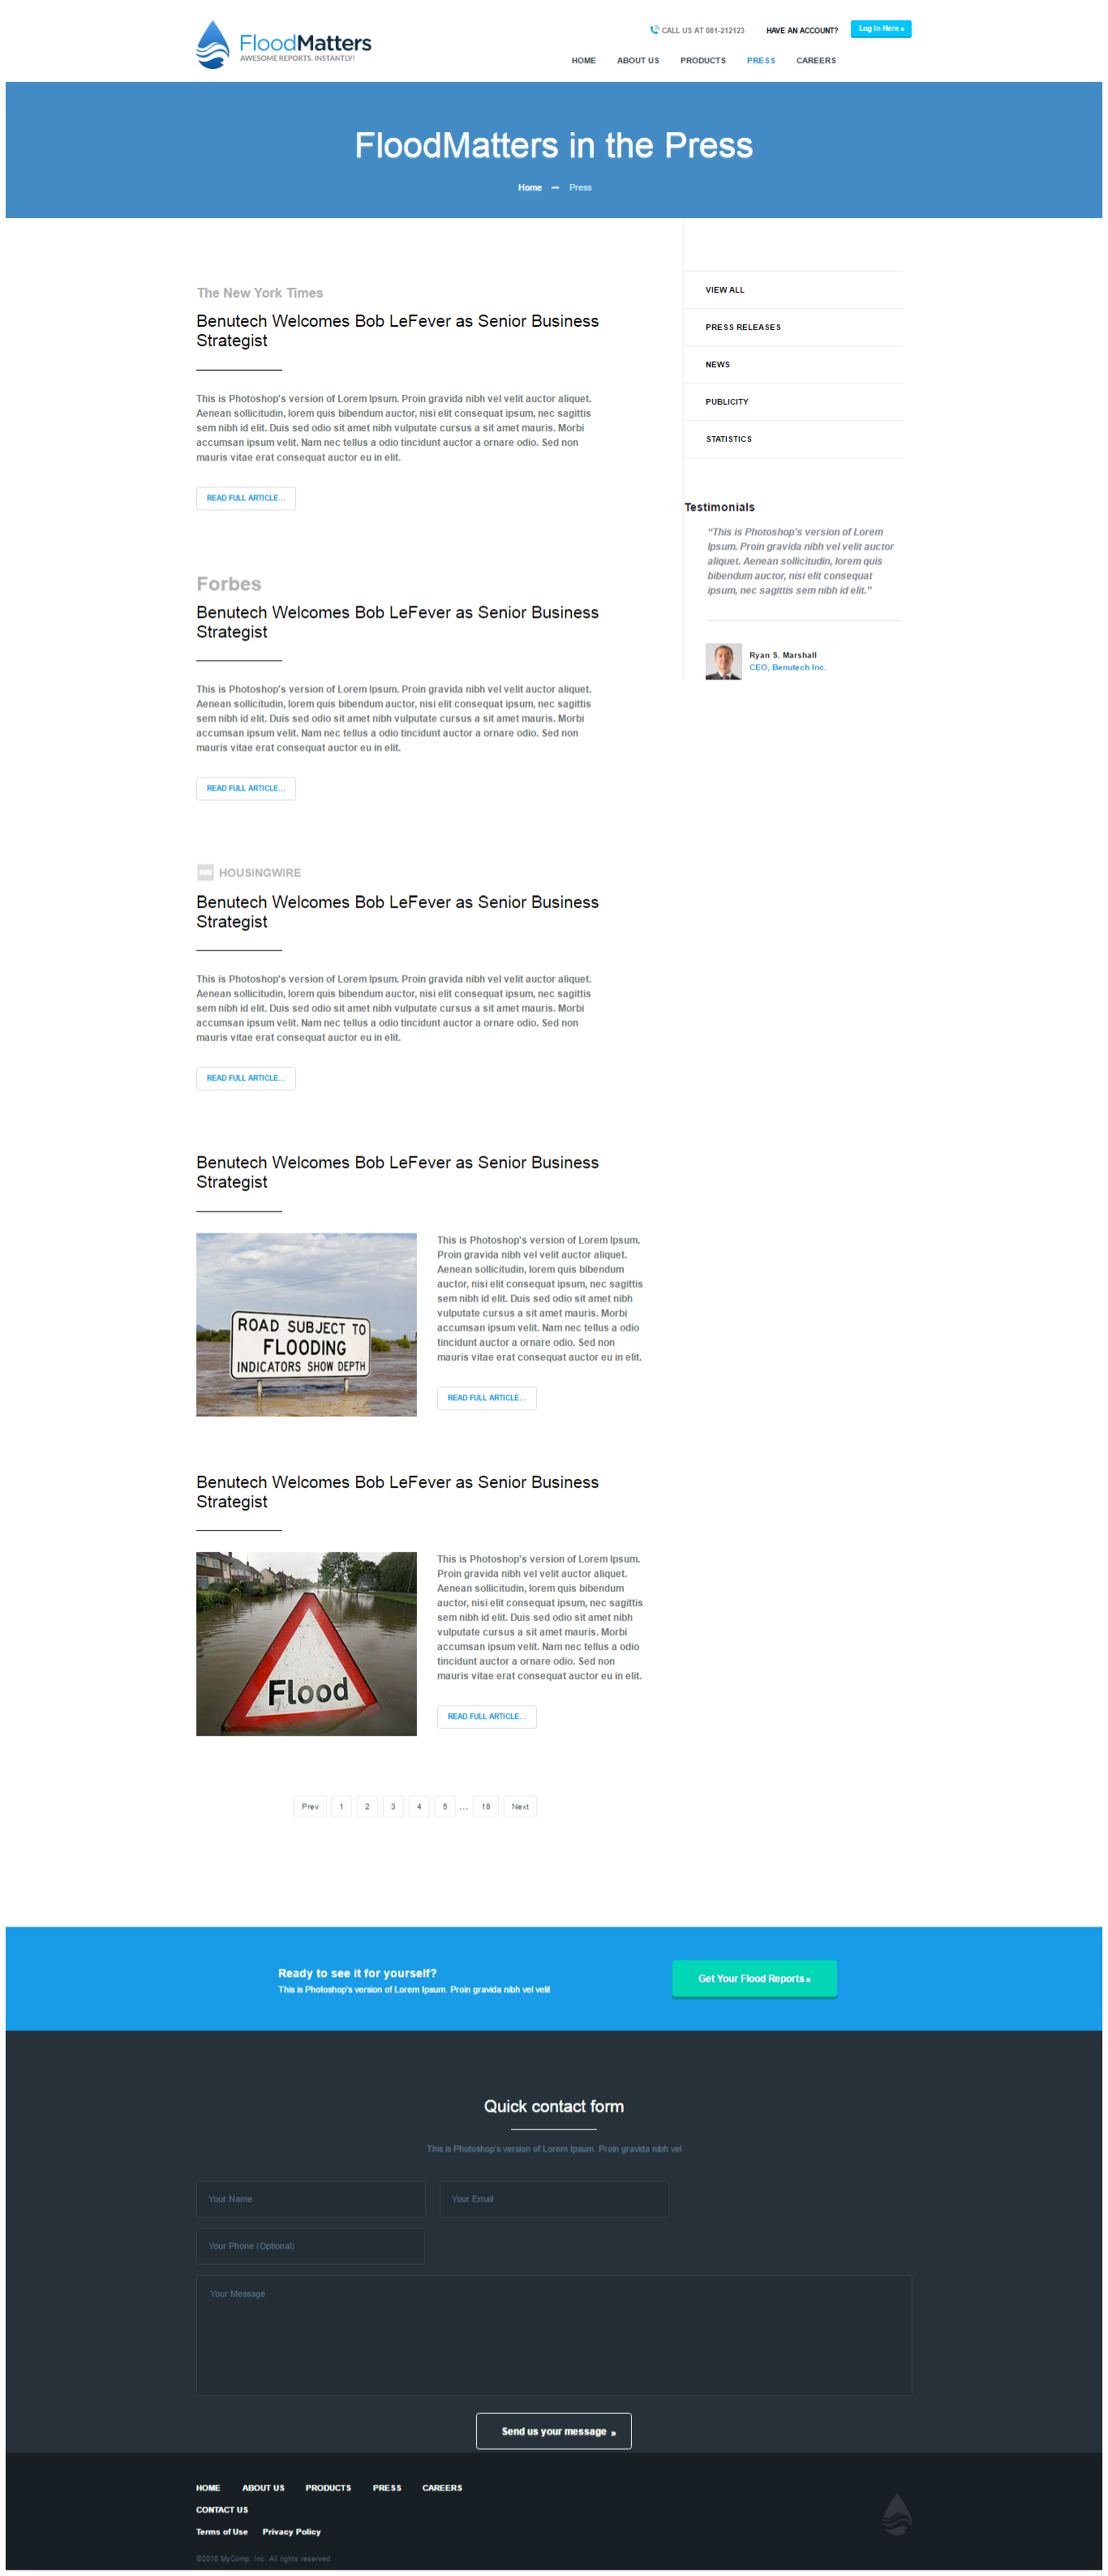 FloodMatters
AWESOME REPORTS. INSTANTLY!
CALL US AT 081-212123
HAVE AN ACCOUNT?
Log In Here »
HOME ABOUT US PRODUCTS PRESS CAREERS
FloodMatters in the Press
Home → Press
The New York Times
Benutech Welcomes Bob LeFever as Senior Business
Strategist
This is Photoshop's version of Lorem Ipsum. Proin gravida nibh vel velit auctor aliquet.
Aenean sollicitudin, lorem quis bibendum auctor, nisi elit consequat ipsum, nec sagittis
sem nibh id elit. Duis sed odio sit amet nibh vulputate cursus a sit amet mauris. Morbi
accumsan ipsum velit. Nam nec tellus a odio tincidunt auctor a ornare odio. Sed non
mauris vitae erat consequat auctor eu in elit.
READ FULL ARTICLE...
Forbes
Benutech Welcomes Bob LeFever as Senior Business
Strategist
This is Photoshop's version of Lorem Ipsum. Proin gravida nibh vel velit auctor aliquet.
Aenean sollicitudin, lorem quis bibendum auctor, nisi elit consequat ipsum, nec sagittis
sem nibh id elit. Duis sed odio sit amet nibh vulputate cursus a sit amet mauris. Morbi
accumsan ipsum velit. Nam nec tellus a odio tincidunt auctor a ornare odio. Sed non
mauris vitae erat consequat auctor eu in elit.
READ FULL ARTICLE...
HW HOUSINGWIRE
Benutech Welcomes Bob LeFever as Senior Business
Strategist
This is Photoshop's version of Lorem Ipsum. Proin gravida nibh vel velit auctor aliquet.
Aenean sollicitudin, lorem quis bibendum auctor, nisi elit consequat ipsum, nec sagittis
sem nibh id elit. Duis sed odio sit amet nibh vulputate cursus a sit amet mauris. Morbi
accumsan ipsum velit. Nam nec tellus a odio tincidunt auctor a ornare odio. Sed non
mauris vitae erat consequat auctor eu in elit.
READ FULL ARTICLE...
Benutech Welcomes Bob LeFever as Senior Business
Strategist
ROAD SUBJECT TO
FLOODING
INDICATORS SHOW DEPTH
This is Photoshop's version of Lorem Ipsum.
Proin gravida nibh vel velit auctor aliquet.
Aenean sollicitudin, lorem quis bibendum
auctor, nisi elit consequat ipsum, nec sagittis
sem nibh id elit. Duis sed odio sit amet nibh
vulputate cursus a sit amet mauris. Morbi
accumsan ipsum velit. Nam nec tellus a odio
tincidunt auctor a ornare odio. Sed non
mauris vitae erat consequat auctor eu in elit.
READ FULL ARTICLE...
Benutech Welcomes Bob LeFever as Senior Business
Strategist
Flood
This is Photoshop's version of Lorem Ipsum.
Proin gravida nibh vel velit auctor aliquet.
Aenean sollicitudin, lorem quis bibendum
auctor, nisi elit consequat ipsum, nec sagittis
sem nibh id elit. Duis sed odio sit amet nibh
vulputate cursus a sit amet mauris. Morbi
accumsan ipsum velit. Nam nec tellus a odio
tincidunt auctor a ornare odio. Sed non
mauris vitae erat consequat auctor eu in elit.
READ FULL ARTICLE...
Prev 1 2 3 4 5 ... 18 Next
VIEW ALL
PRESS RELEASES
NEWS
PUBLICITY
STATISTICS
Testimonials
“This is Photoshop's version of Lorem
Ipsum. Proin gravida nibh vel velit auctor
aliquet. Aenean sollicitudin, lorem quis
bibendum auctor, nisi elit consequat
ipsum, nec sagittis sem nibh id elit.”
Ryan S. Marshall
CEO, Benutech Inc.
Ready to see it for yourself?
This is Photoshop's version of Lorem Ipsum. Proin gravida nibh vel velit
Get Your Flood Reports »
Quick contact form
This is Photoshop's version of Lorem Ipsum. Proin gravida nibh vel
Your Name
Your Email
Your Phone (Optional)
Your Message
Send us your message »
HOME ABOUT US PRODUCTS PRESS CAREERS
CONTACT US
Terms of Use Privacy Policy
©2015 MyComp, Inc. All rights reserved.